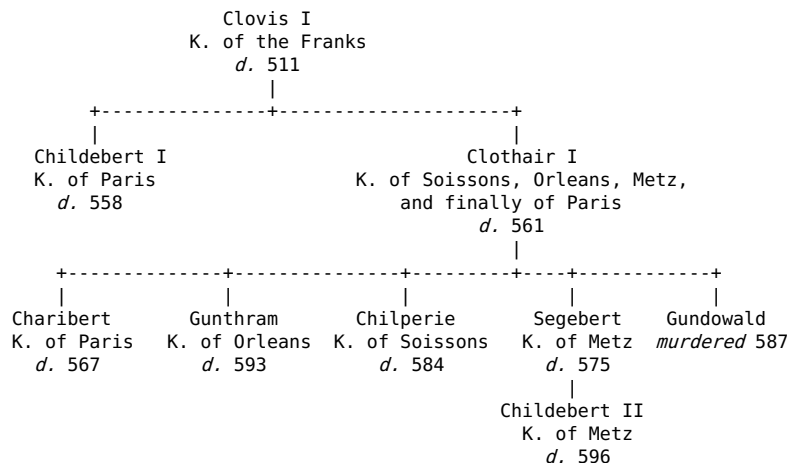 Clovis I
K. of the Franks
d. 511
Childebert I Clothair I
K. of Paris K. of Soissons, Orleans, Metz,
d. 558 and finally of Paris
d. 561
Charibert Gunthram Chilperie Segebert Gundowald
K. of Paris K. of Orleans K. of Soissons K. of Metz murdered 587
d. 567 d. 593 d. 584 d. 575
Childebert II
K. of Metz
d. 596